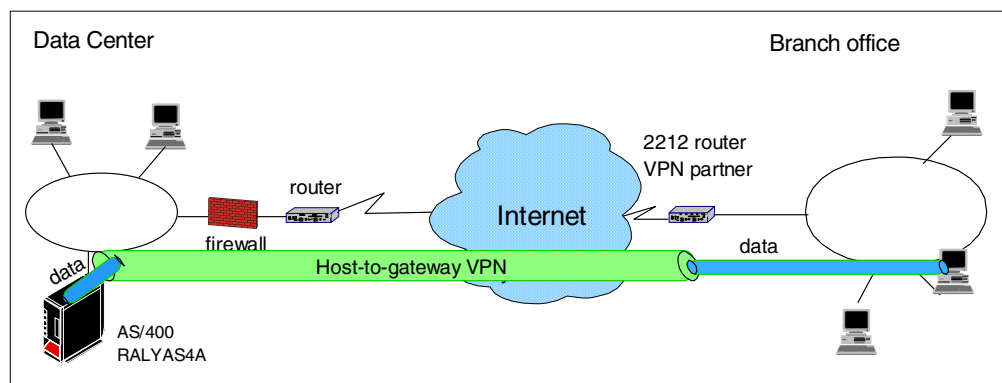 Data Center
Branch office
2212 router
VPN partner
router
Internet
firewall
data
data
Host-to-gateway VPN
AS/400
RALYAS4A